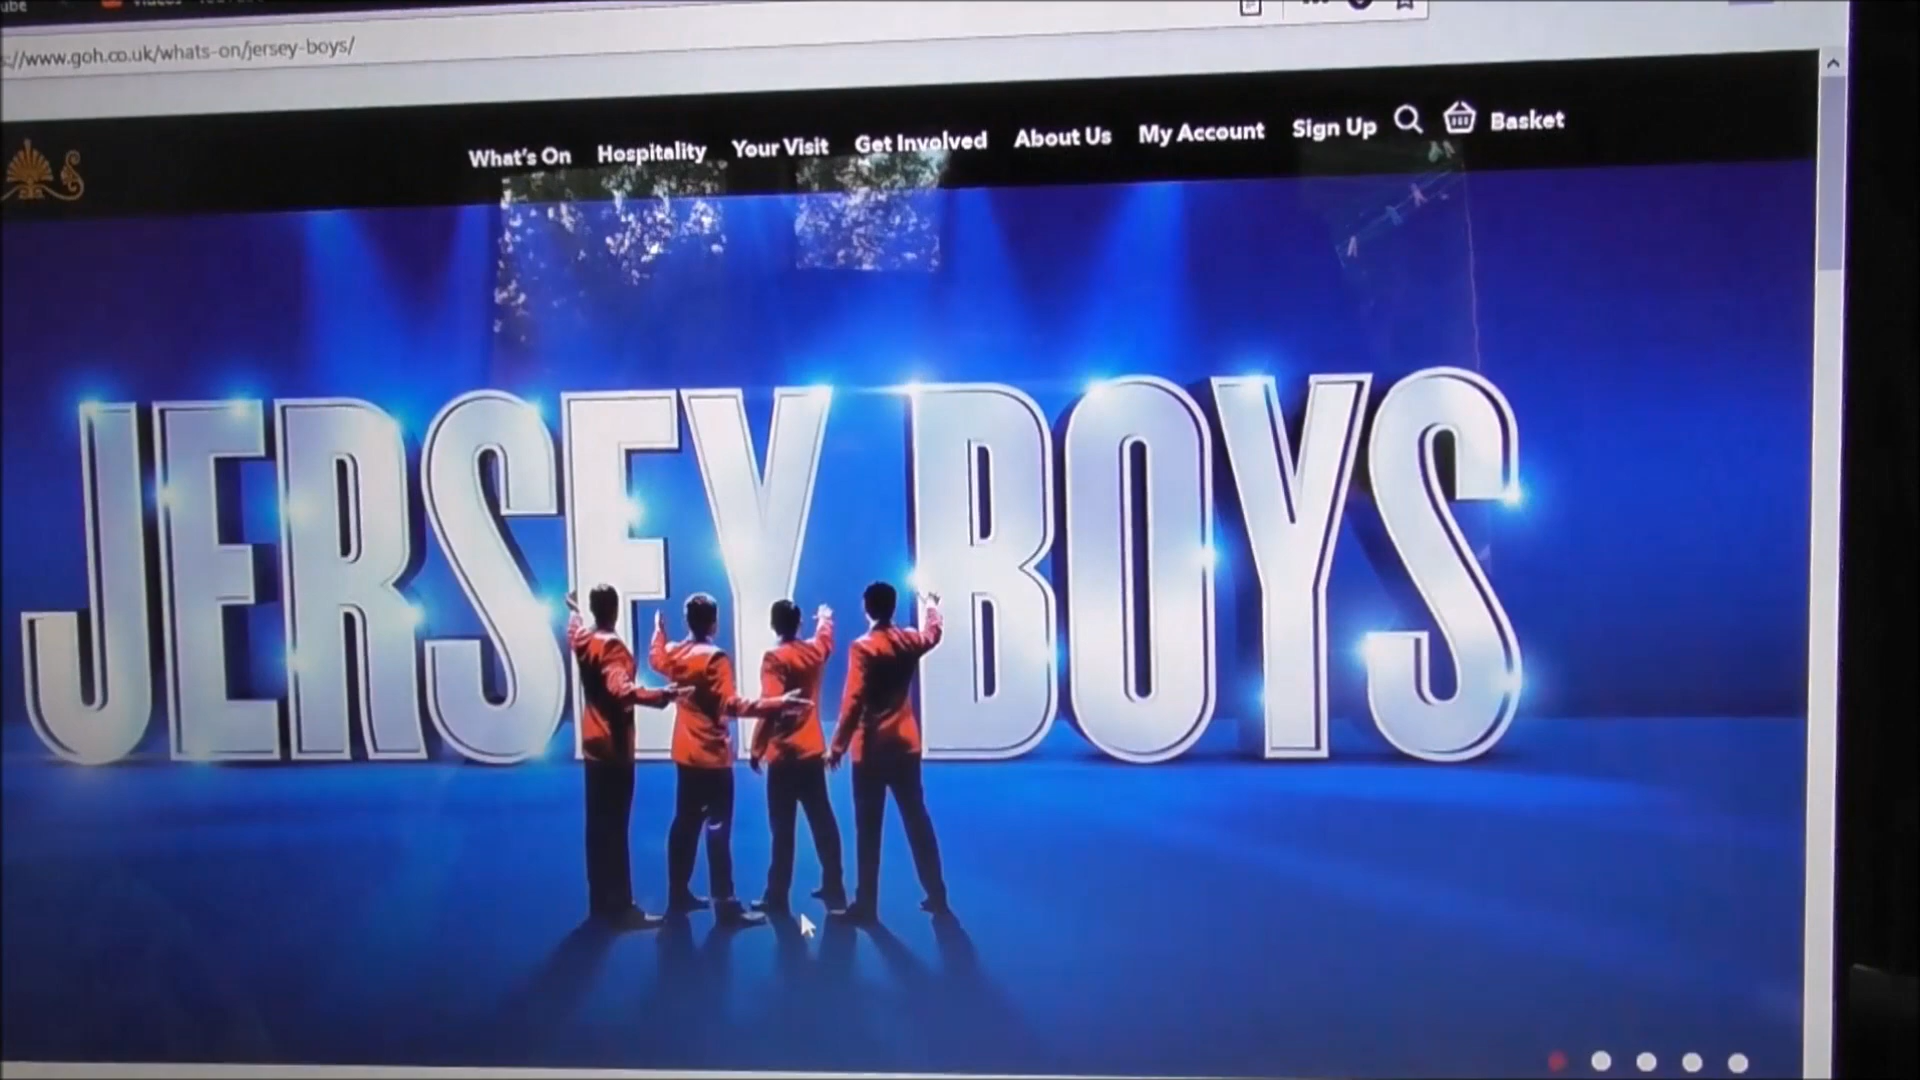 ube
://www.goh.co.uk/whats-on/jersey-boys/
What's On Hospitality Your Visit Get Involved About Us My Account Sign Up Basket
JERSEY BOYS